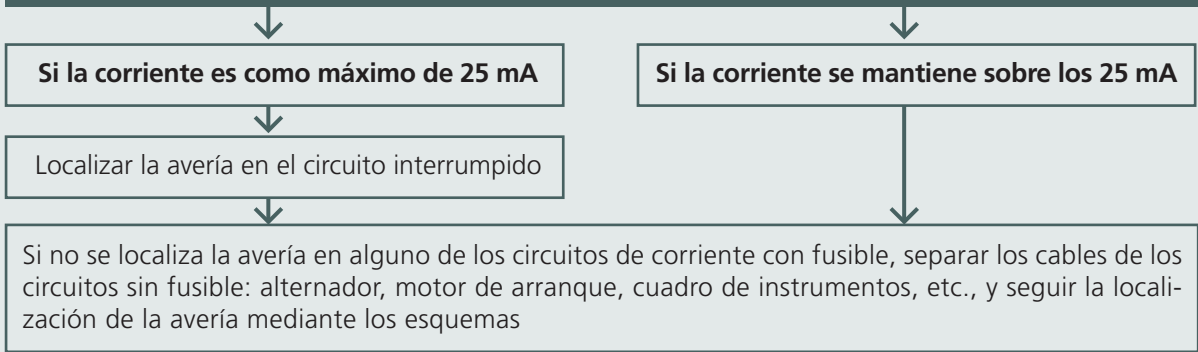 Si la corriente es como máximo de 25 mA
Si la corriente se mantiene sobre los 25 mA
Localizar la avería en el circuito interrumpido
Si no se localiza la avería en alguno de los circuitos de corriente con fusible, separar los cables de los
circuitos sin fusible: alternador, motor de arranque, cuadro de instrumentos, etc., y seguir la locali-
zación de la avería mediante los esquemas